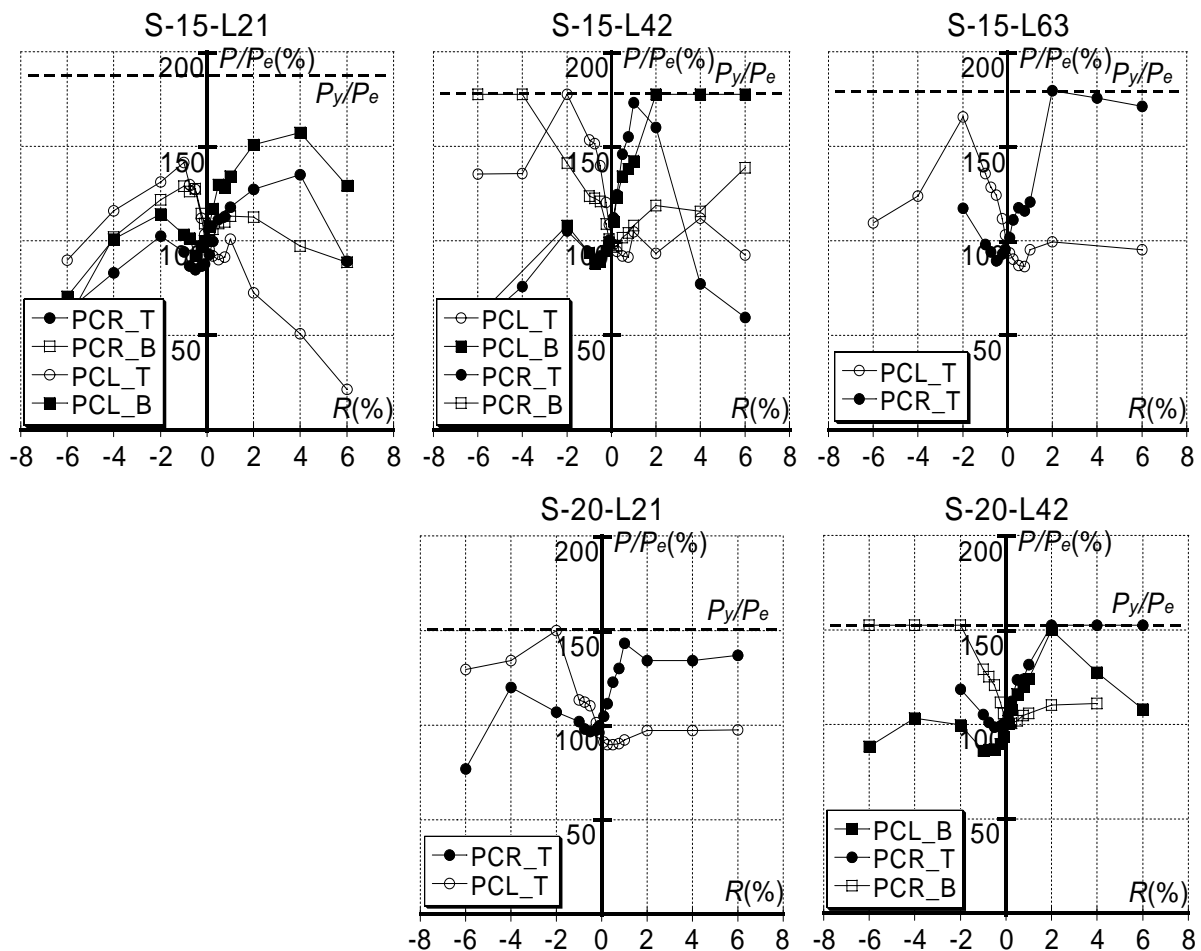 S-15-L21
P/Pe(%)
200
Py/Pe
150
100
50
PCR_T
PCR_B
PCL_T
PCL_B
R(%)
-8 -6 -4 -2 0 2 4 6 8
S-15-L42
P/Pe(%)
200
Py/Pe
150
100
50
PCL_T
PCL_B
PCR_T
PCR_B
R(%)
-8 -6 -4 -2 0 2 4 6 8
S-15-L63
P/Pe(%)
200
Py/Pe
150
100
50
PCL_T
PCR_T
R(%)
-8 -6 -4 -2 0 2 4 6 8
S-20-L21
P/Pe(%)
200
Py/Pe
150
100
50
PCR_T
PCL_T
R(%)
-8 -6 -4 -2 0 2 4 6 8
S-20-L42
P/Pe(%)
200
Py/Pe
150
100
50
PCL_B
PCR_T
PCR_B
R(%)
-8 -6 -4 -2 0 2 4 6 8